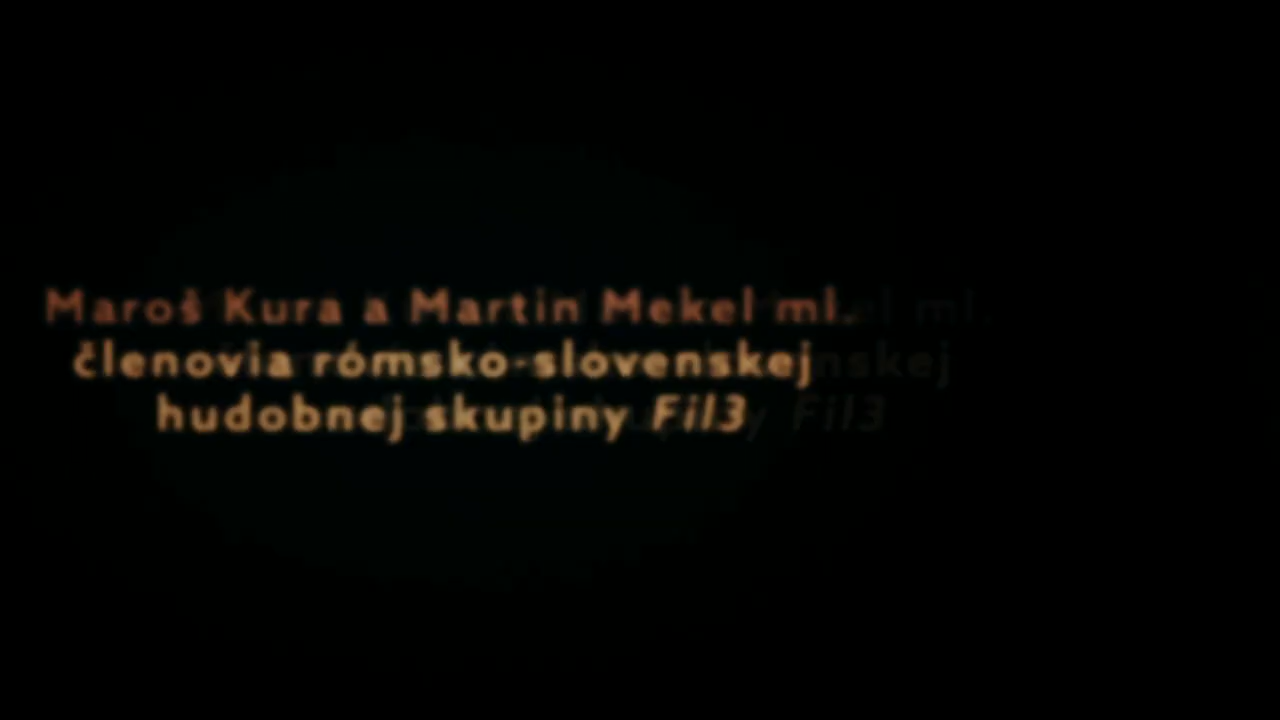 Maroš Kura a Martin Mekel ml.
členovia rómsko-slovenskej
hudobnej skupiny Fil3